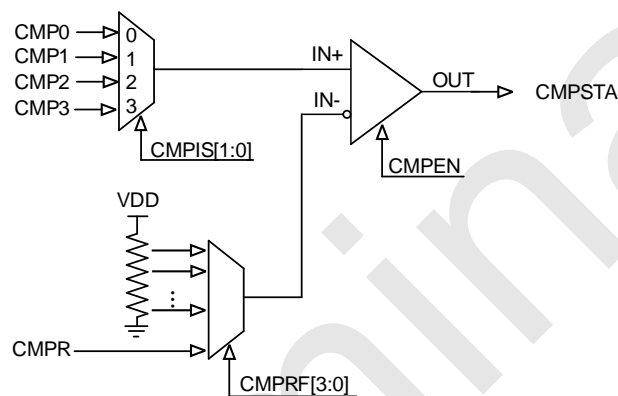 CMP0
CMP1
CMP2
CMP3
0
1
2
3
CMPIS[1:0]
IN+
IN-
OUT
CMPSTA
CMPEN
VDD
CMPR
CMPRF[3:0]